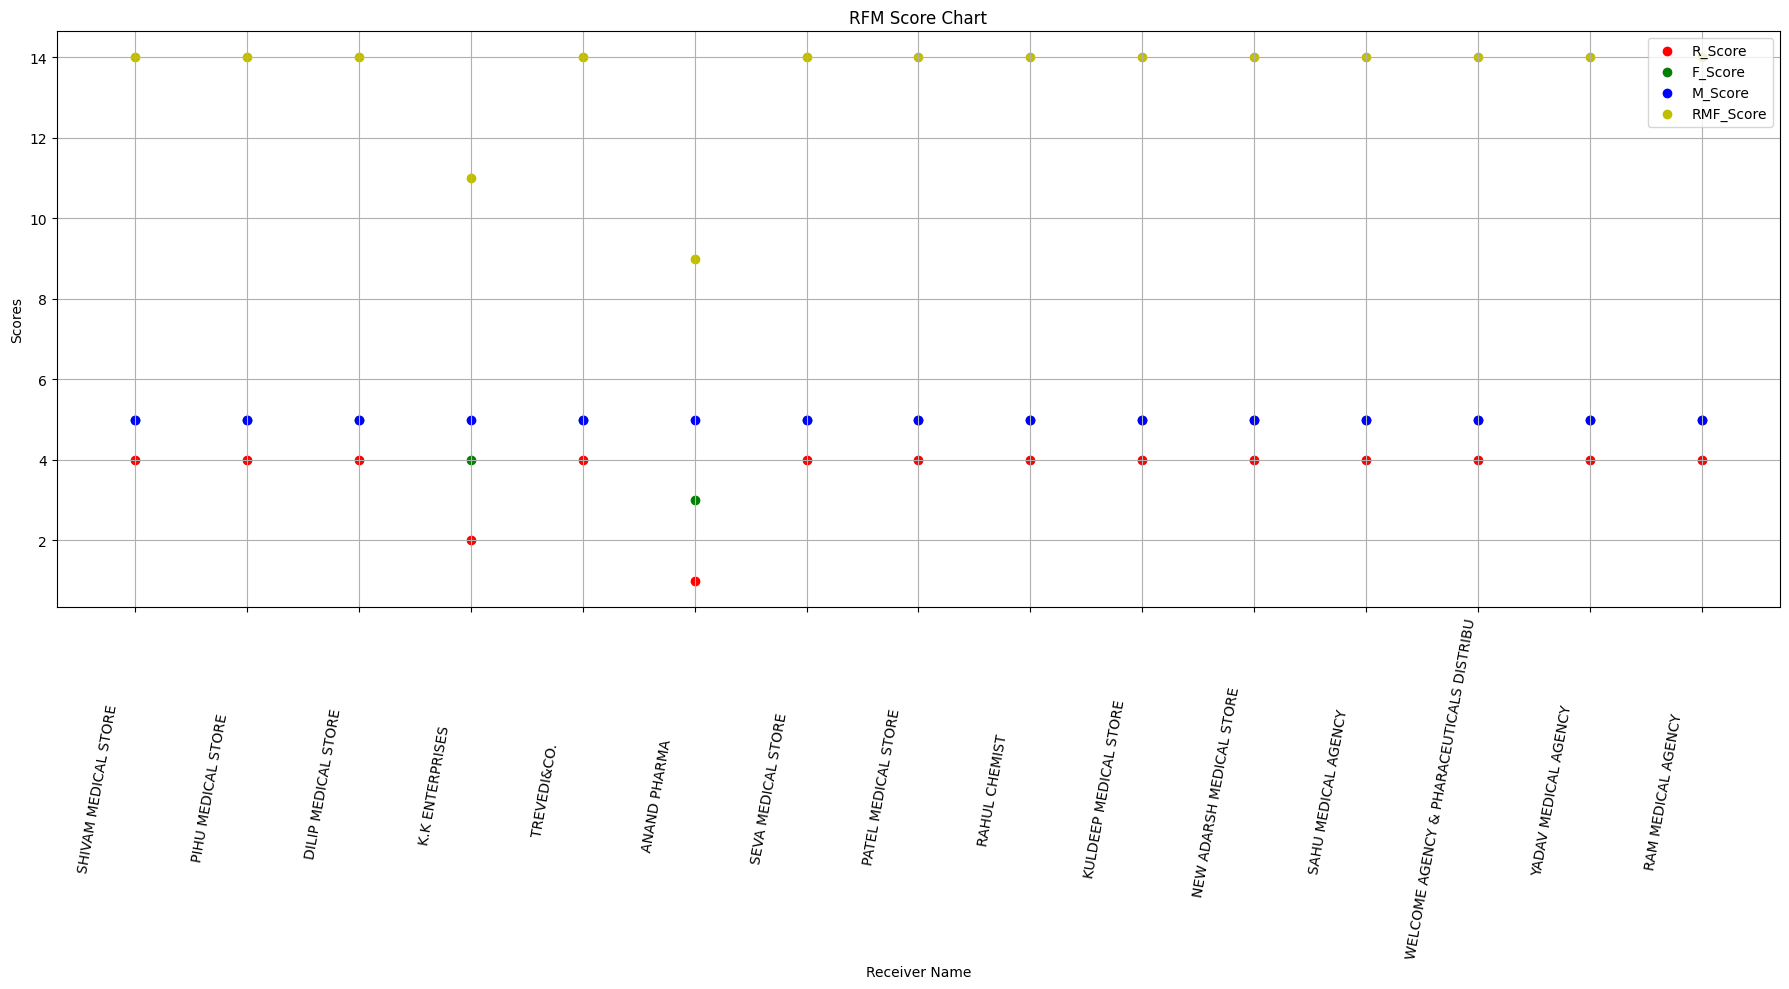 RFM Score Chart
R_Score
F_Score
M_Score
RMF_Score
Scores
14
12
10
8
6
4
2
SHIVAM MEDICAL STORE
PIHU MEDICAL STORE
DILIP MEDICAL STORE
K.K ENTERPRISES
TREVEDI&CO.
ANAND PHARMA
SEVA MEDICAL STORE
PATEL MEDICAL STORE
RAHUL CHEMIST
KULDEEP MEDICAL STORE
NEW ADARSH MEDICAL STORE
SAHU MEDICAL AGENCY
WELCOME AGENCY & PHARACEUTICALS DISTRIBU
YADAV MEDICAL AGENCY
RAM MEDICAL AGENCY
Receiver Name